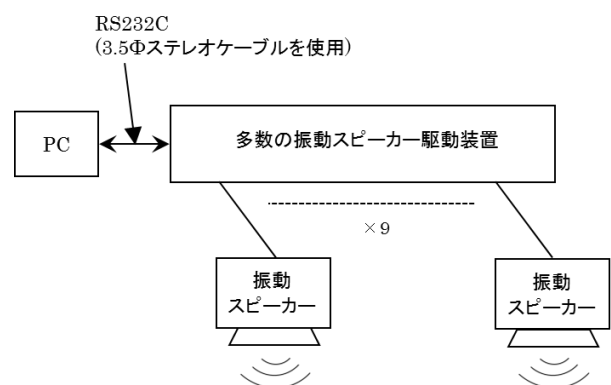 RS232C
(3.5Φステレオケーブルを使用)
PC
多数の振動スピーカー駆動装置
×9
振動
スピーカー
振動
スピーカー